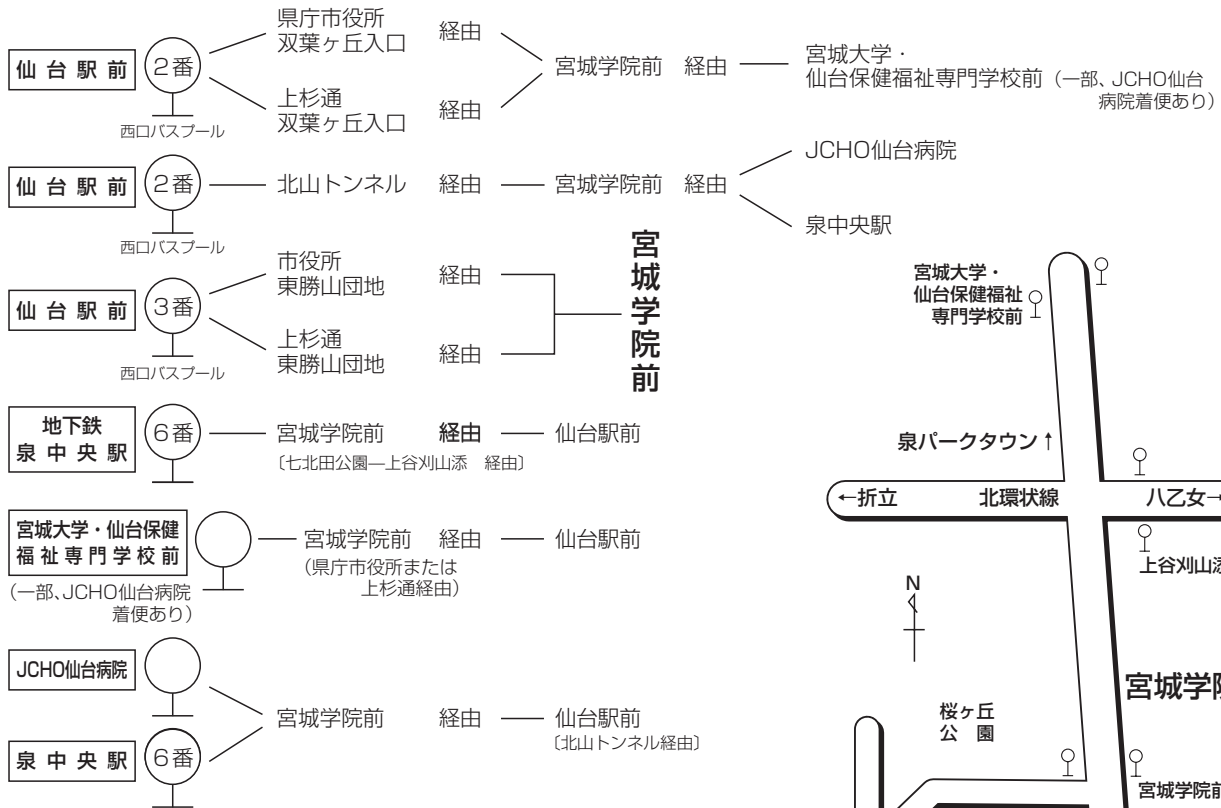 仙台駅前
2番
西口バスプール
県庁市役所
双葉ヶ丘入口
経由
上杉通
双葉ヶ丘入口
経由
宮城学院前 経由
宮城大学・
仙台保健福祉専門学校前(一部、JCHO仙台
病院着便あり)
仙台駅前
2番
西口バスプール
北山トンネル 経由
宮城学院前 経由
JCHO仙台病院
泉中央駅
仙台駅前
3番
西口バスプール
市役所
東勝山団地
経由
上杉通
東勝山団地
経由
宮城学院前
地下鉄
泉中央駅
6番
宮城学院前 経由
仙台駅前
〔七北田公園―上谷刈山添 経由〕
宮城大学・仙台保健
福祉専門学校前
(一部、JCHO仙台病院
着便あり)
宮城学院前 経由
仙台駅前
(県庁市役所または
上杉通経由)
JCHO仙台病院
泉中央駅
6番
宮城学院前 経由
仙台駅前
〔北山トンネル経由〕
宮城大学・
仙台保健福祉
専門学校前
泉パークタウン↑
←折立
北環状線
八乙女→
上谷刈山添
N
宮城学院
桜ヶ丘
公園
宮城学院前